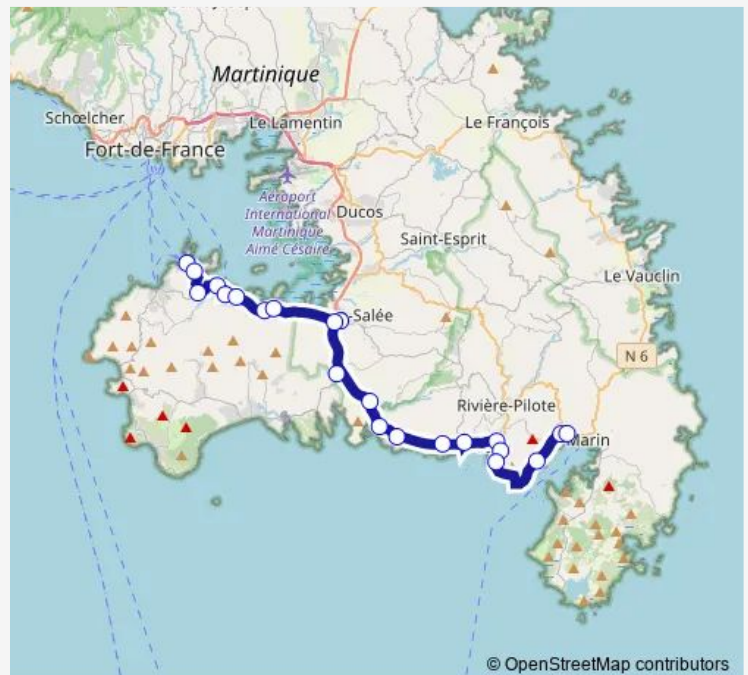 Martinique
Schœlcher
Le Lamentin
Le François
Fort-de-France
Aéroport
International
Martinique
Aimé Césaire
Ducos
Saint-Esprit
Le Vauclin
-Salée
N 6
Rivière-Pilote
Marin
© OpenStreetMap contributors